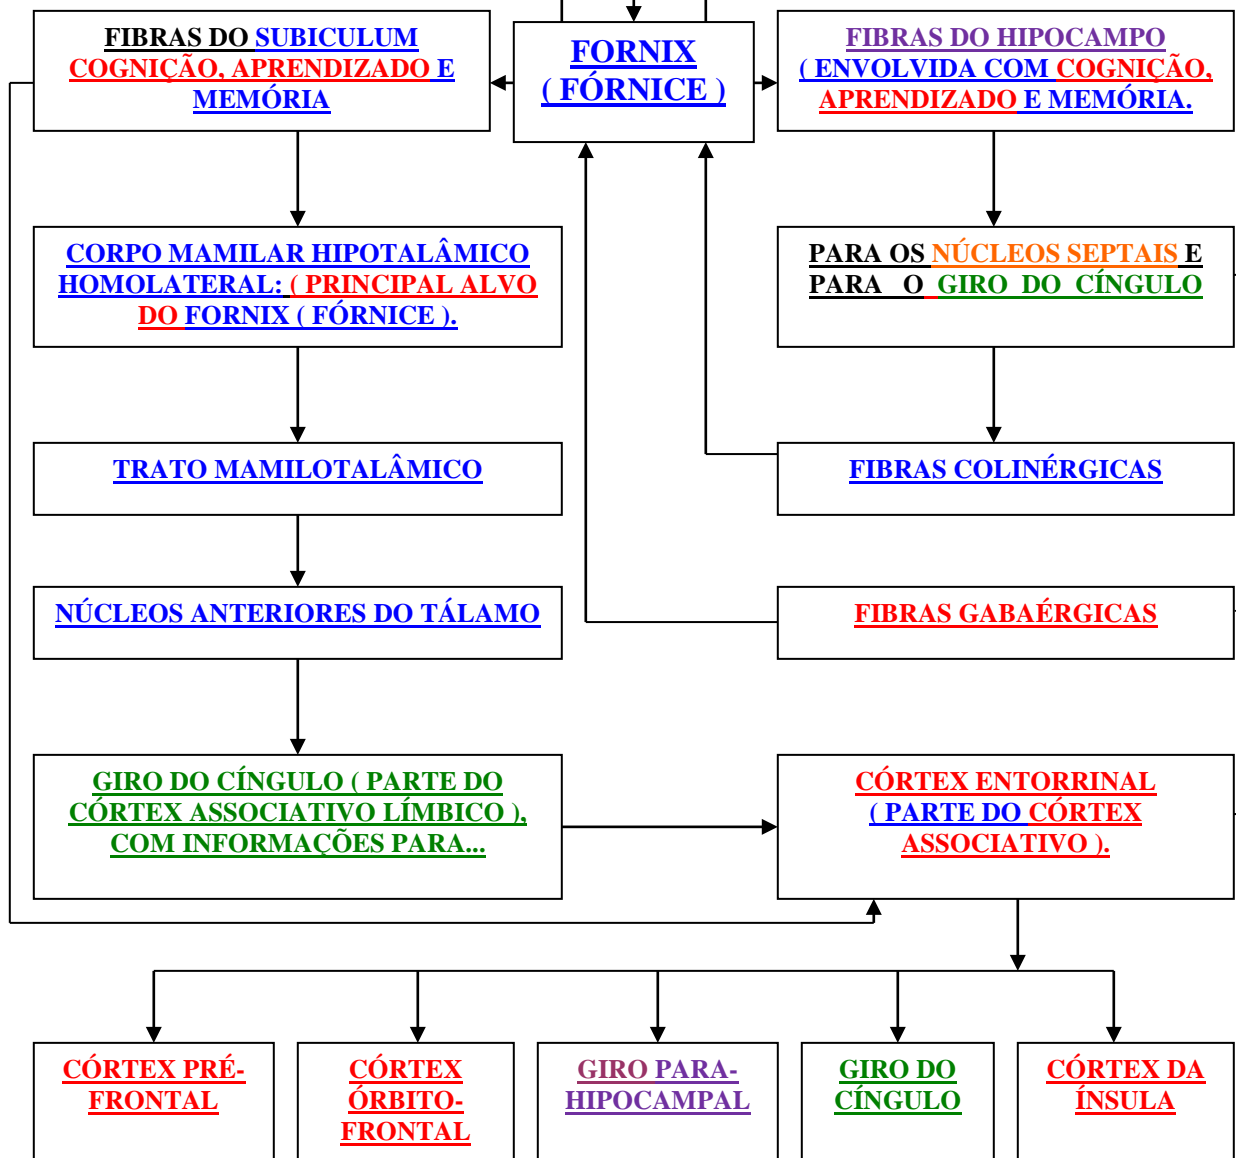 FIBRAS DO SUBICULUM
COGNIÇÃO, APRENDIZADO E
MEMÓRIA
FORNIX
( FÓRNICE )
FIBRAS DO HIPOCAMPO
( ENVOLVIDA COM COGNIÇÃO,
APRENDIZADO E MEMÓRIA.
CORPO MAMILAR HIPOTALÂMICO
HOMOLATERAL: ( PRINCIPAL ALVO
DO FORNIX ( FÓRNICE ).
PARA OS NÚCLEOS SEPTAIS E
PARA O GIRO DO CÍNGULO
TRATO MAMILOTALÂMICO
FIBRAS COLINÉRGICAS
NÚCLEOS ANTERIORES DO TÁLAMO
FIBRAS GABAÉRGICAS
GIRO DO CÍNGULO ( PARTE DO
CÓRTEX ASSOCIATIVO LÍMBICO ),
COM INFORMAÇÕES PARA...
CÓRTEX ENTORRINAL
( PARTE DO CÓRTEX
ASSOCIATIVO ).
CÓRTEX PRÉ-
FRONTAL
CÓRTEX
ÓRBITO-
FRONTAL
GIRO PARA-
HIPOCAMPAL
GIRO DO
CÍNGULO
CÓRTEX DA
ÍNSULA